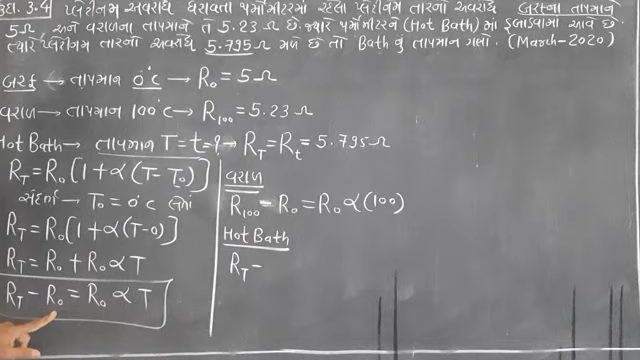 ઉદા. 3.4 પ્લેટીનમ અવરોધ ધરાવતા થર્મોમીટરમાં રહેલા પ્લેટીનમ તારનો અવરોધ બરફના તાપમાને
5Ω, અને વરાળના તાપમાને તે 5.23 Ω છે. જ્યારે થર્મોમીટરને (Hot Bath) માં ડુબાડવામાં આવે છે.
ત્યારે પ્લેટીનમ તારનો અવરોધ 5.795Ω મળે છે તો Bath નું તાપમાન ગણો. (March-2020)
બરફ → તાપમાન 0°C → R₀ = 5Ω
વરાળ → તાપમાન 100°C → R₁₀₀ = 5.23 Ω
Hot Bath → તાપમાન T = t = ? → R_T = R_t = 5.795Ω
R_T = R₀ [1 + α (T - T₀)]
સંદર્ભ → T₀ = 0°C લેતાં
R_T = R₀ [1 + α (T-0)]
R_T = R₀ + R₀ α T
R_T - R₀ = R₀ α T
વરાળ
R₁₀₀ - R₀ = R₀ α (100)
Hot Bath
R_T -